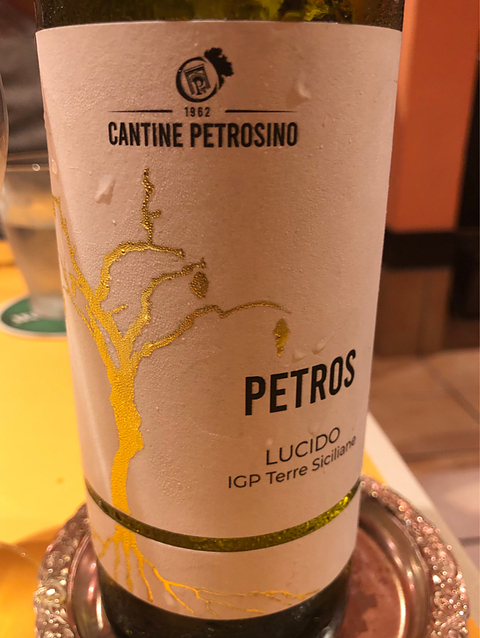 1962
CANTINE PETROSINO
PETROS
LUCIDO
IGP Terre Siciliane